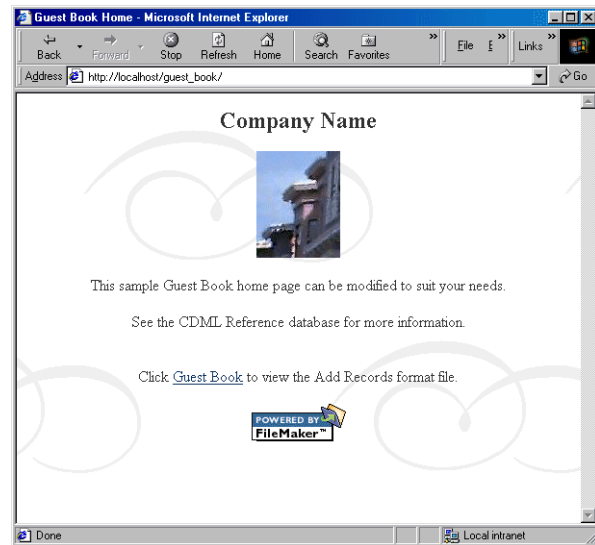 Guest Book Home - Microsoft Internet Explorer
Back Forward Stop Refresh Home Search Favorites » File E » Links »
Address http://localhost/guest_book/ Go
Company Name
This sample Guest Book home page can be modified to suit your needs.
See the CDML Reference database for more information.
Click Guest Book to view the Add Records format file.
POWERED BY
FileMaker™
Done Local intranet